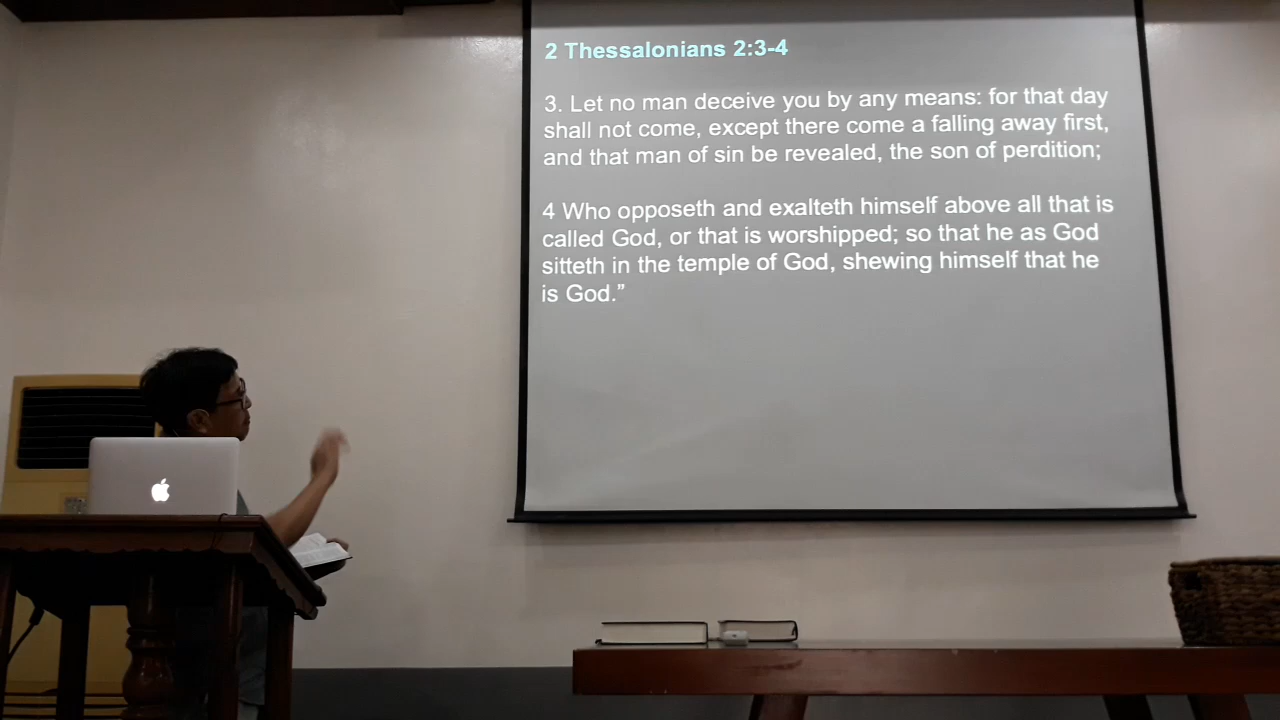 2 Thessalonians 2:3-4
3. Let no man deceive you by any means: for that day
shall not come, except there come a falling away first,
and that man of sin be revealed, the son of perdition;
4 Who opposeth and exalteth himself above all that is
called God, or that is worshipped; so that he as God
sitteth in the temple of God, shewing himself that he
is God.”